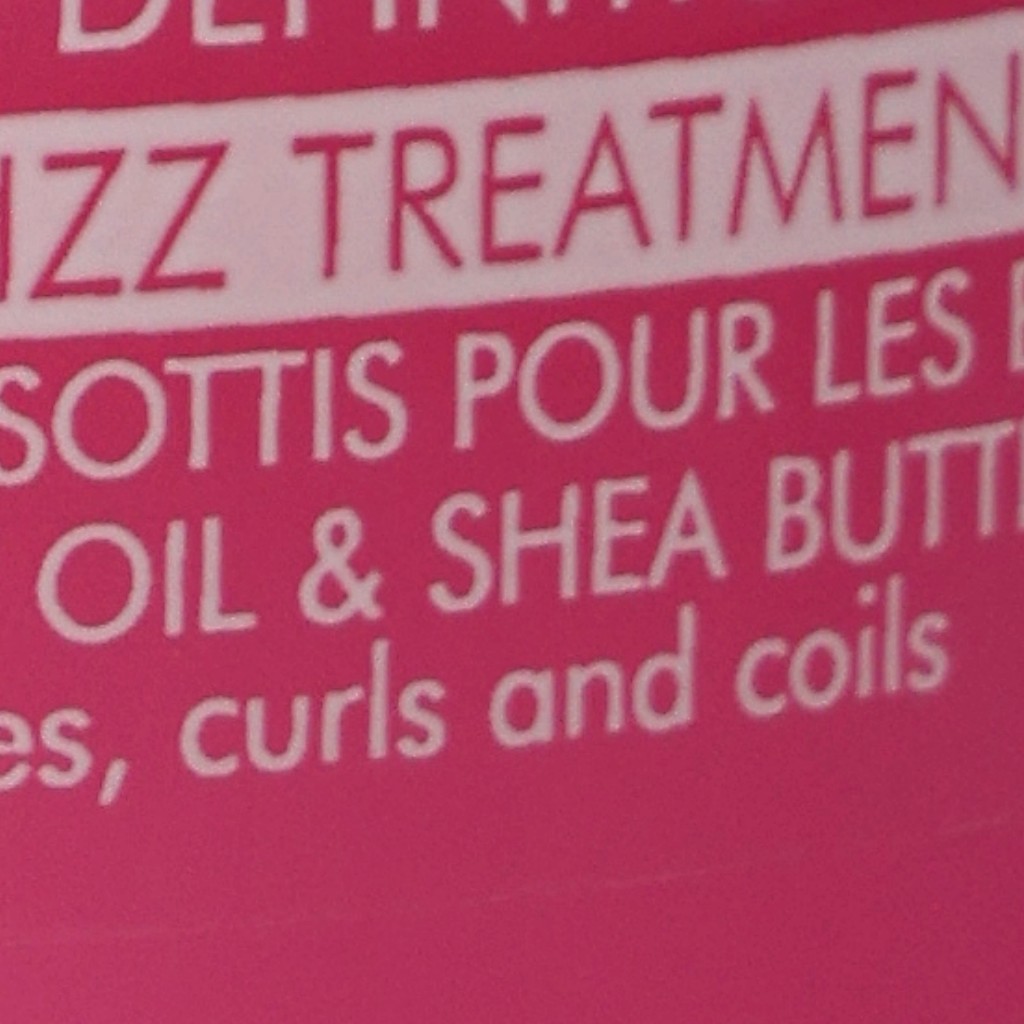 IZZ TREATMEN
SOTTIS POUR LES
OIL & SHEA BUTT
es, curls and coils